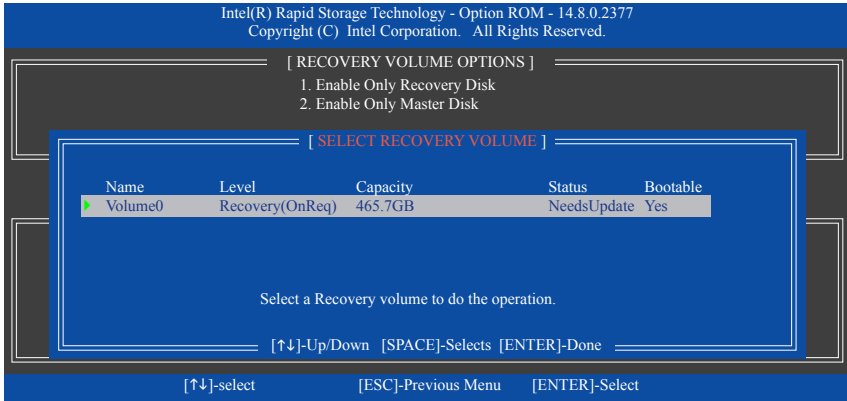 Intel(R) Rapid Storage Technology - Option ROM - 14.8.0.2377
Copyright (C) Intel Corporation. All Rights Reserved.
[ RECOVERY VOLUME OPTIONS ]
1. Enable Only Recovery Disk
2. Enable Only Master Disk
[ SELECT RECOVERY VOLUME ]
Name Level Capacity Status Bootable
Volume0 Recovery(OnReq) 465.7GB NeedsUpdate Yes
Select a Recovery volume to do the operation.
[↑↓]-Up/Down [SPACE]-Selects [ENTER]-Done
[↑↓]-select [ESC]-Previous Menu [ENTER]-Select